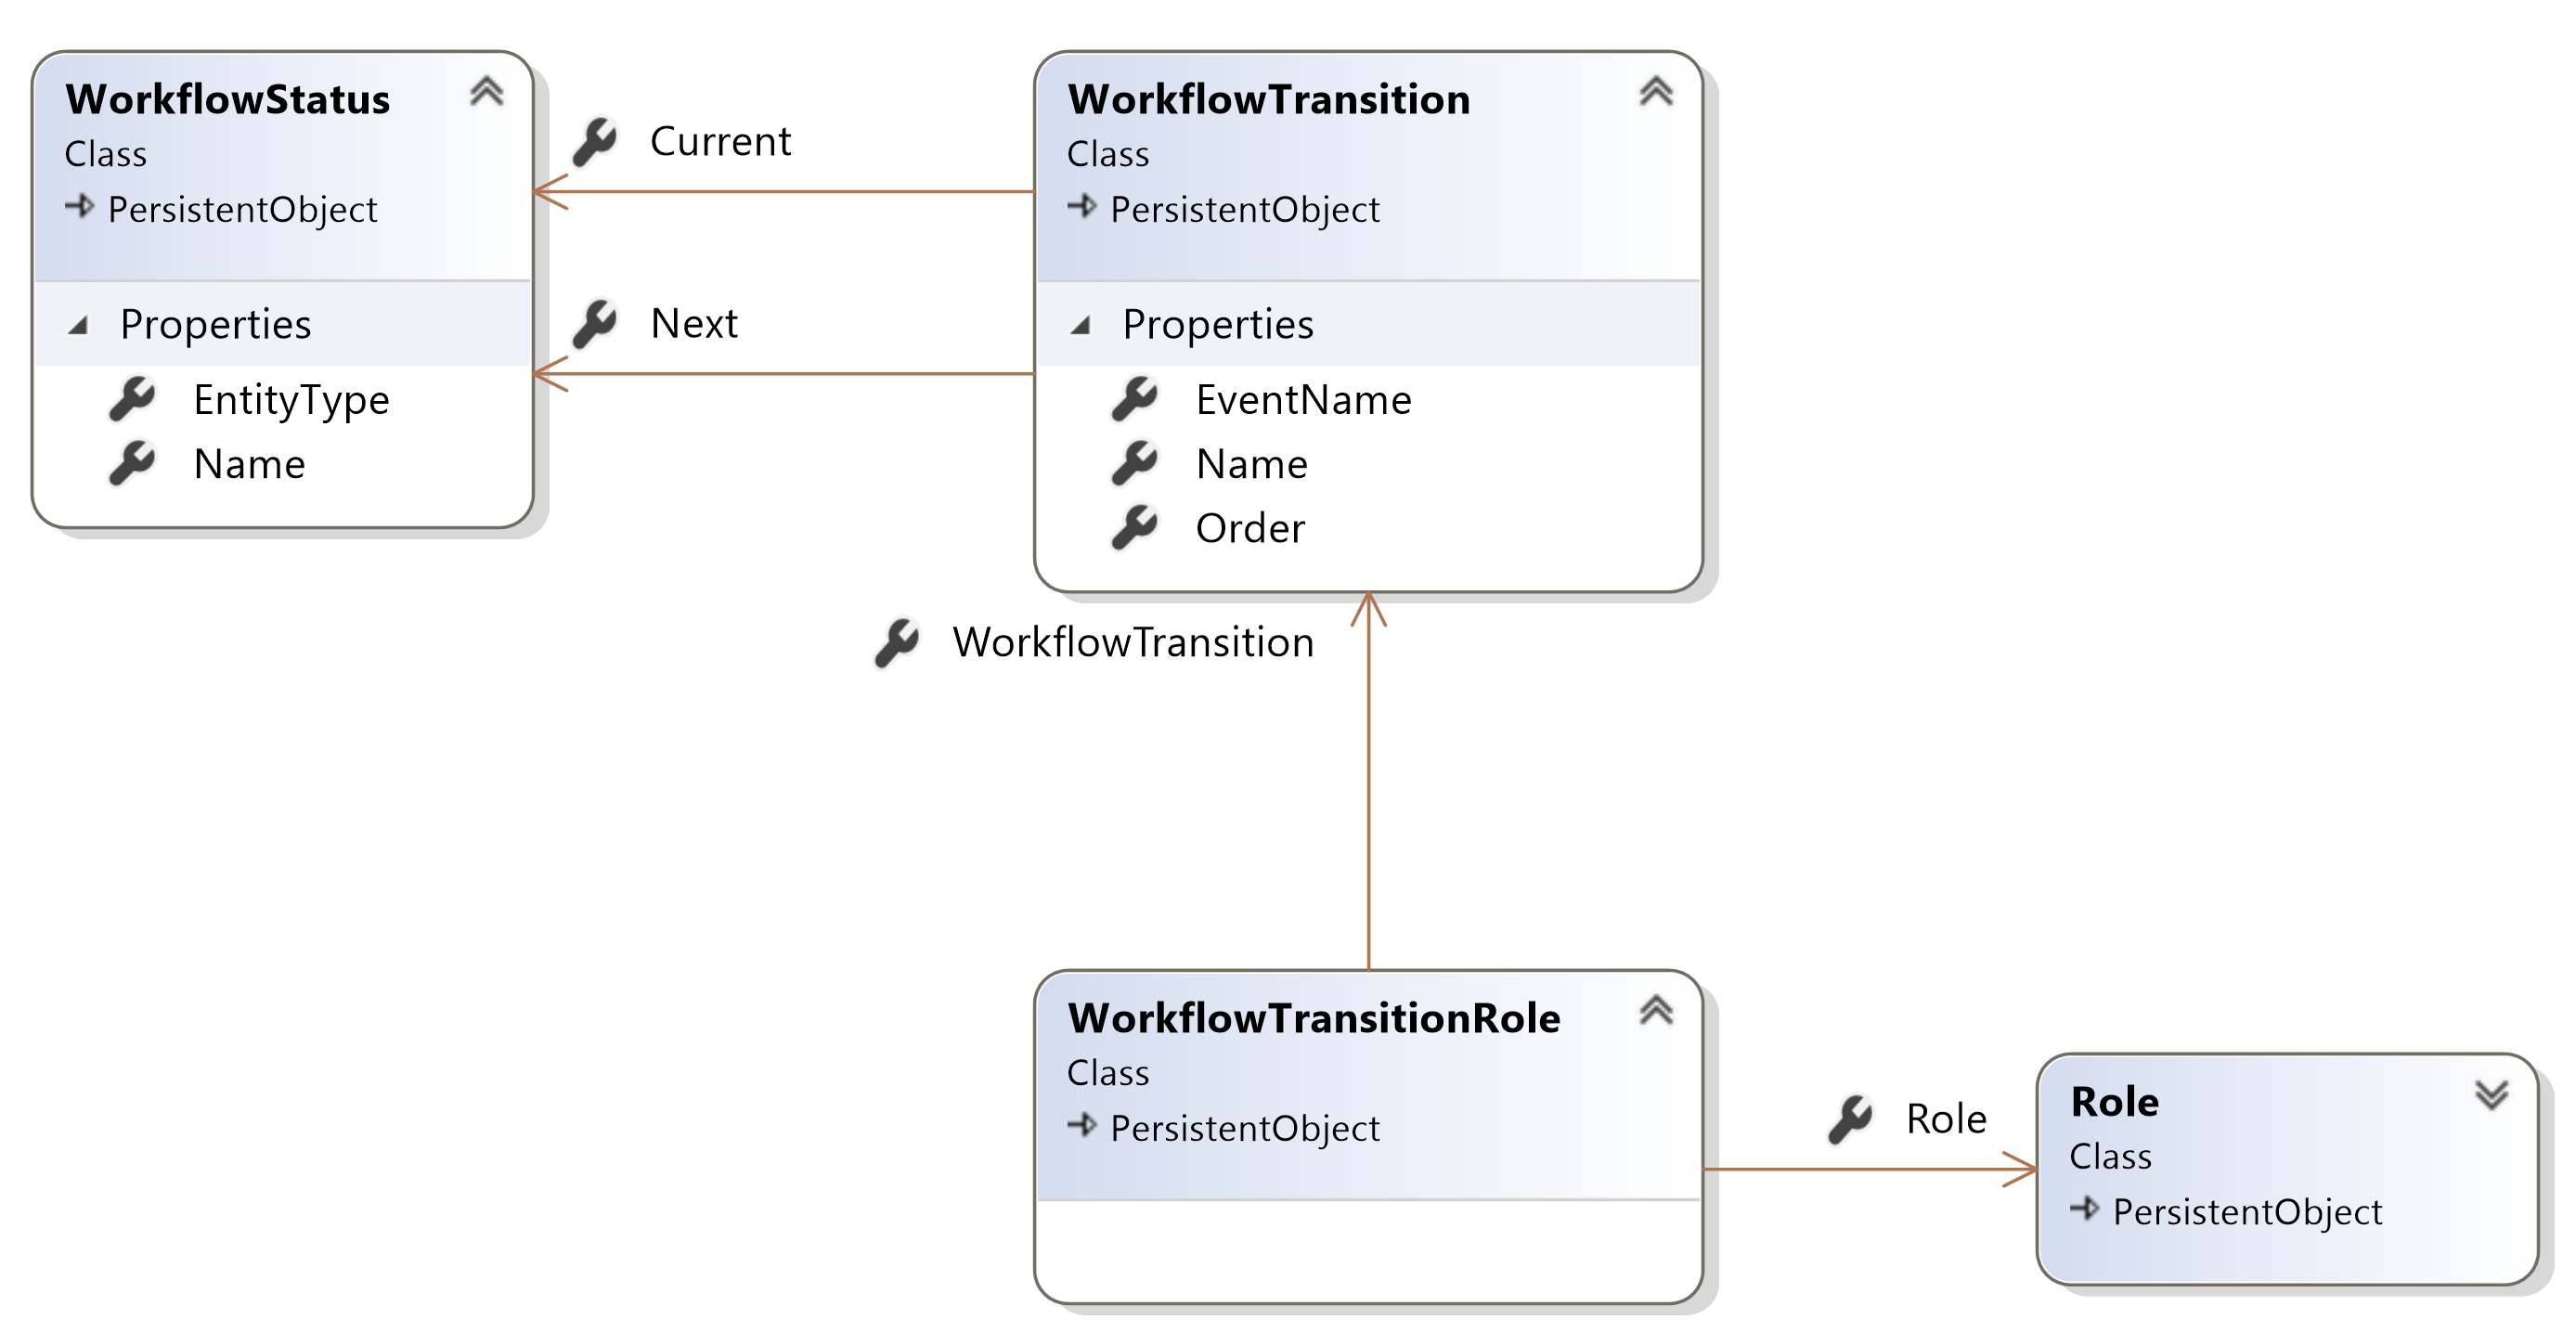 WorkflowStatus
Class
PersistentObject
Properties
EntityType
Name
Current
Next
WorkflowTransition
Class
PersistentObject
Properties
EventName
Name
Order
WorkflowTransition
WorkflowTransitionRole
Class
PersistentObject
Role
Role
Class
PersistentObject